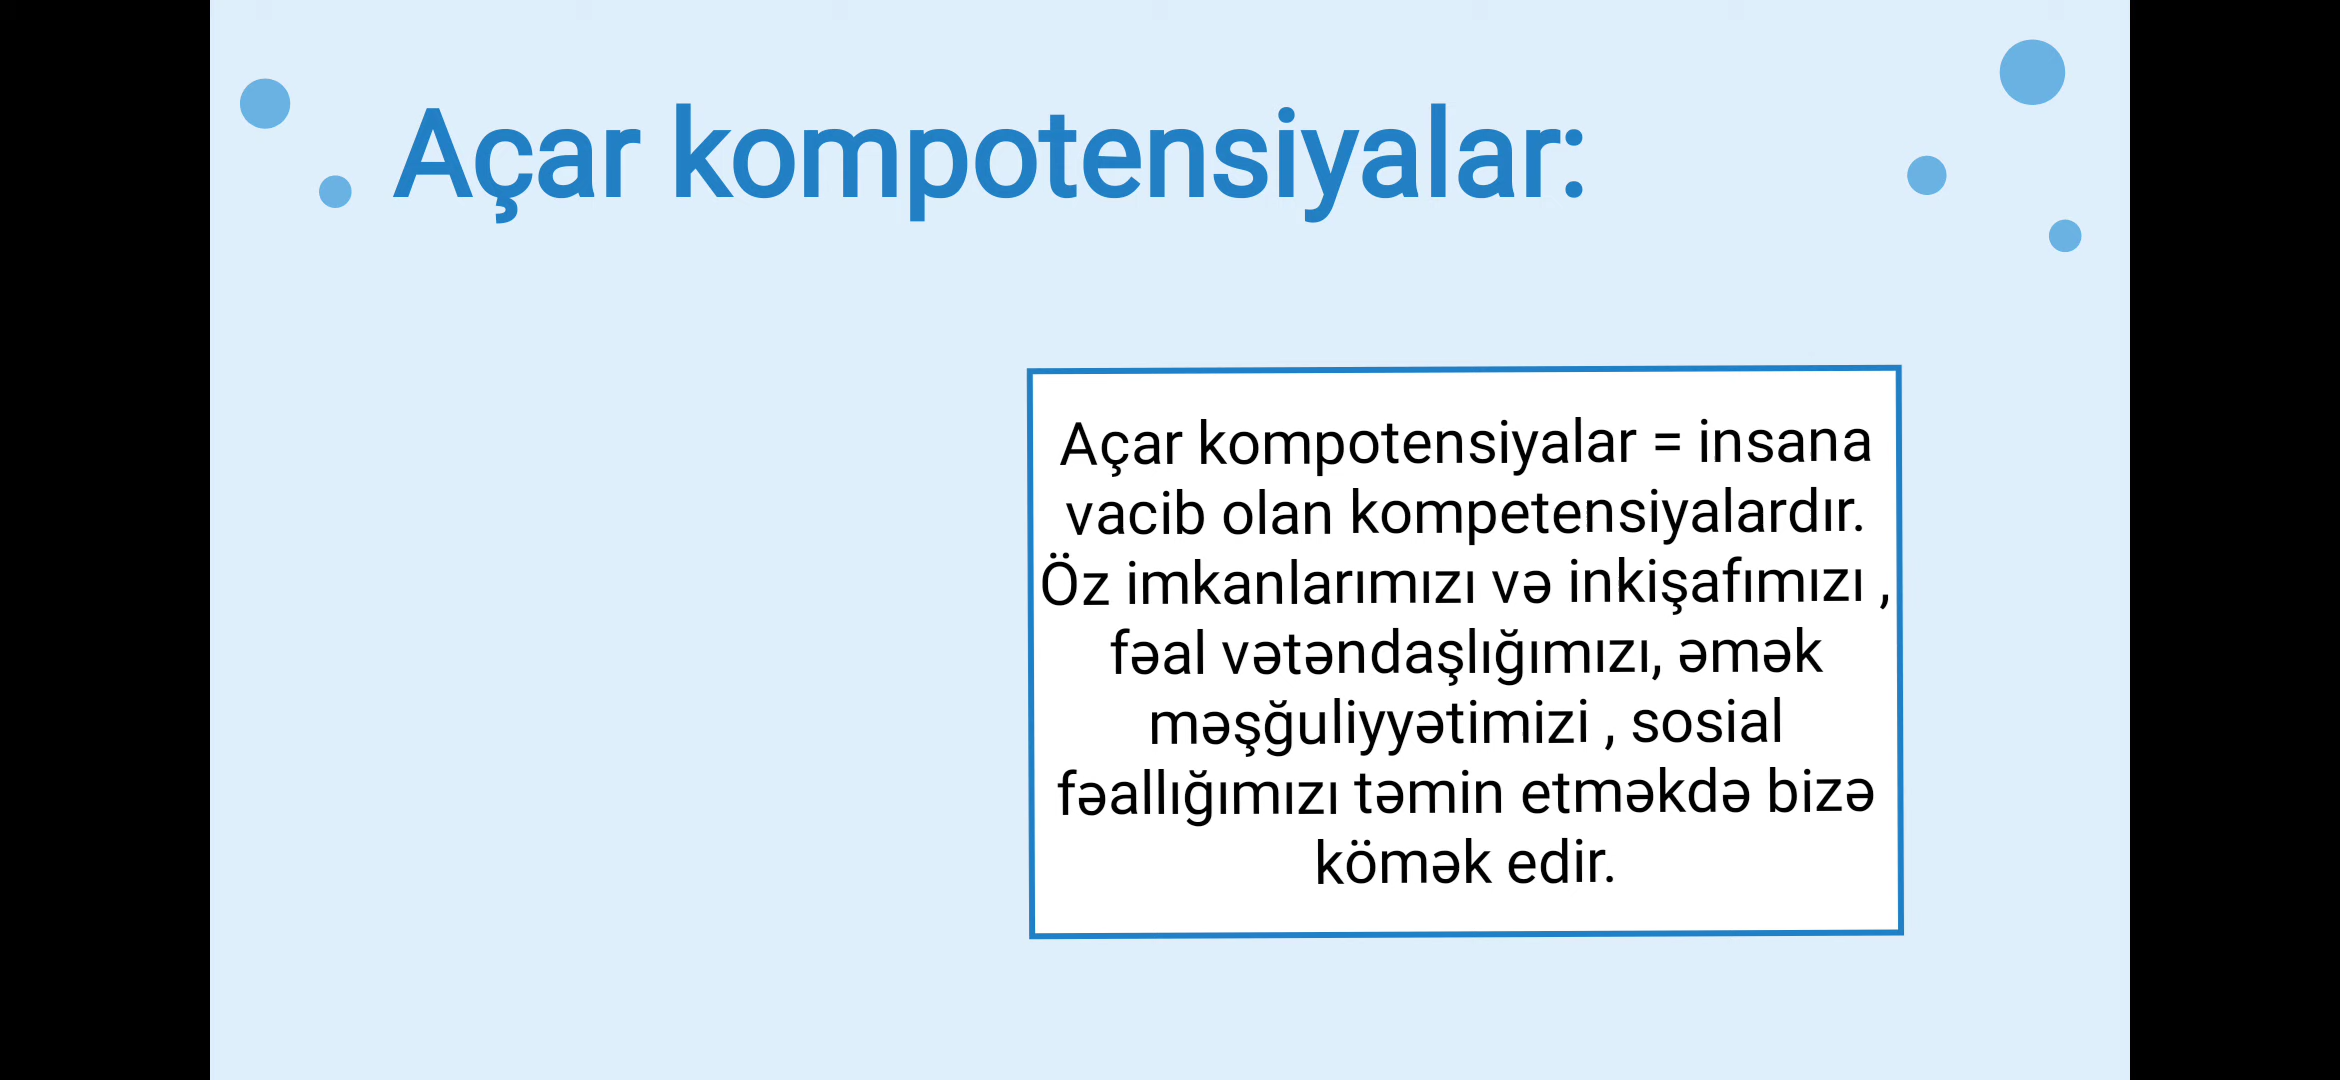 Açar kompotensiyalar:
Açar kompotensiyalar = insana
vacib olan kompetensiyalardır.
Öz imkanlarımızı və inkişafımızı ,
fəal vətəndaşlığımızı, əmək
məşğuliyyətimizi , sosial
fəallığımızı təmin etməkdə bizə
kömək edir.